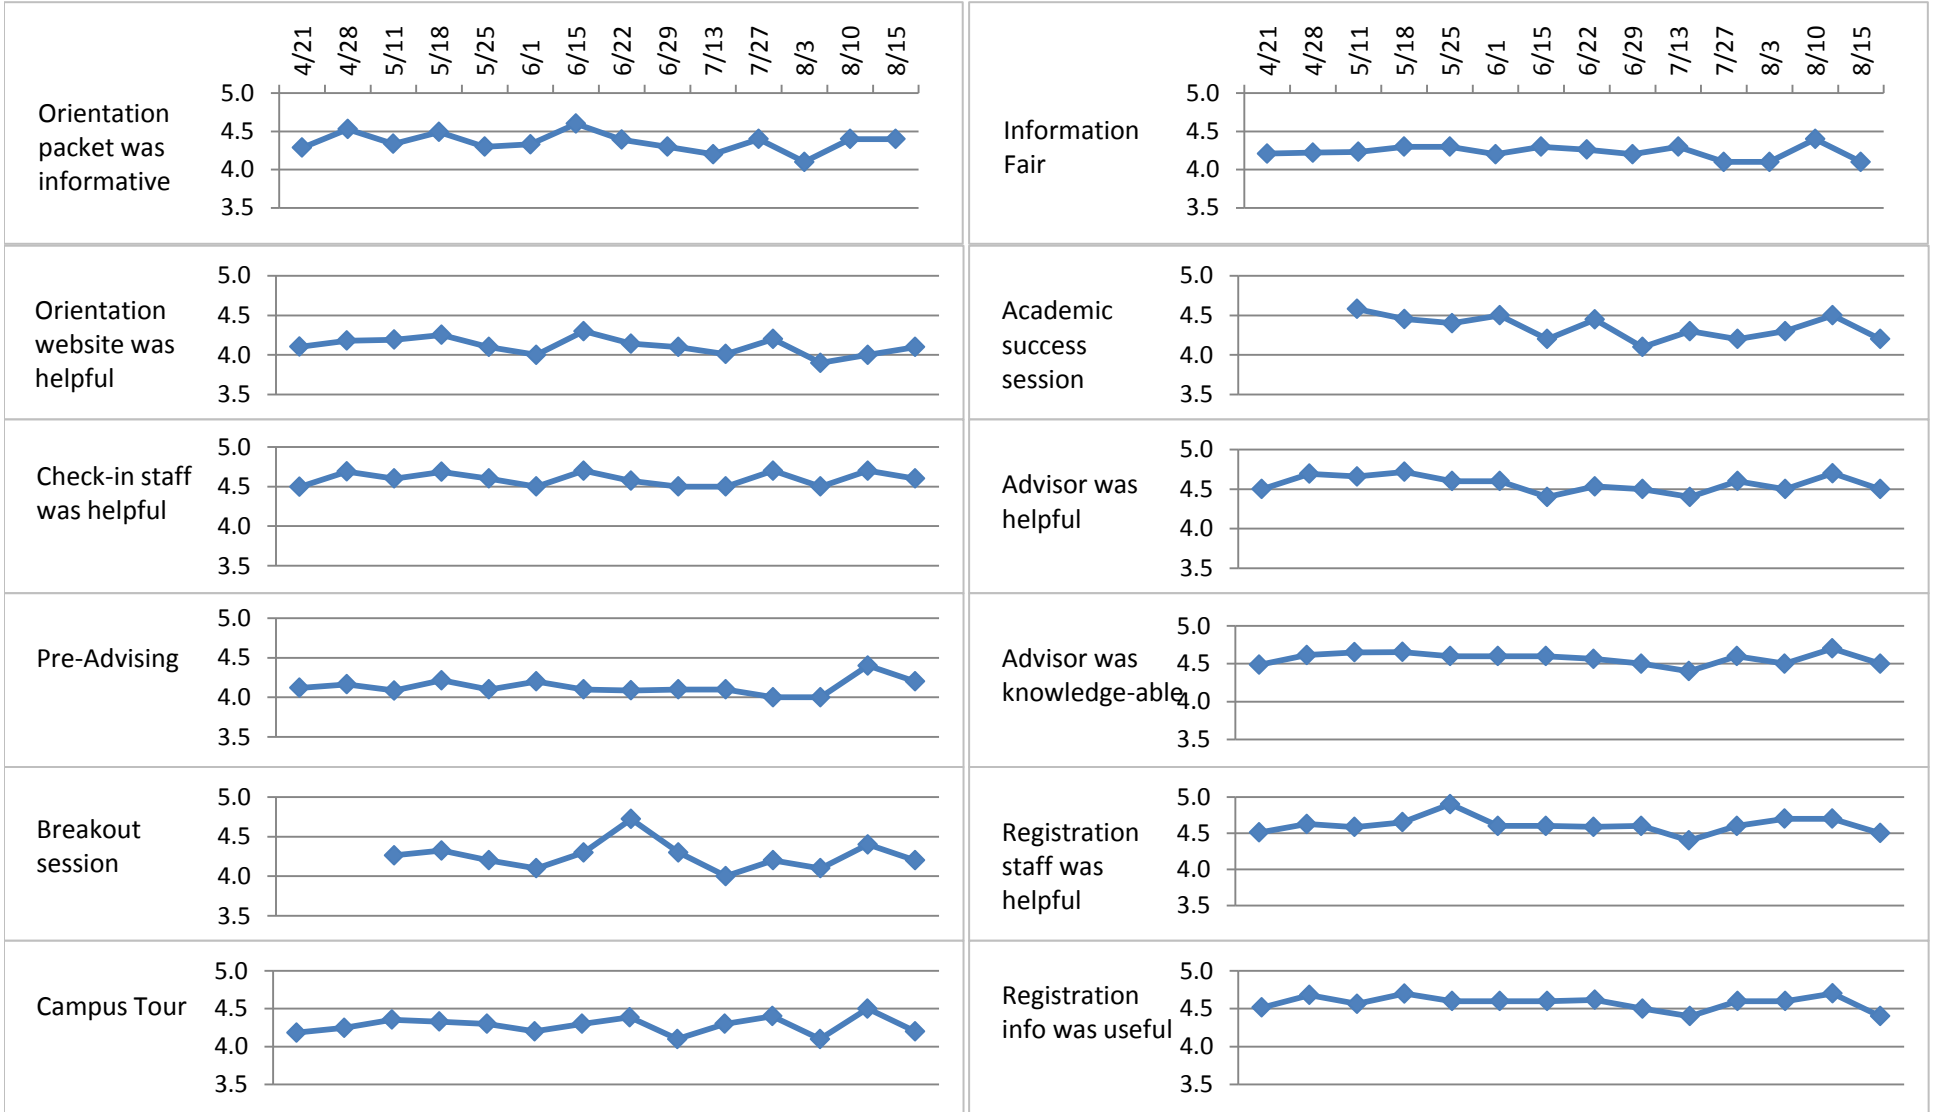 4/21
4/28
5/11
5/18
5/25
6/1
6/15
6/22
6/29
7/13
7/27
8/3
8/10
8/15
Orientation
packet was
informative
5.0
4.5
4.0
3.5
4/21
4/28
5/11
5/18
5/25
6/1
6/15
6/22
6/29
7/13
7/27
8/3
8/10
8/15
Information
Fair
5.0
4.5
4.0
3.5
Orientation
website was
helpful
5.0
4.5
4.0
3.5
Academic
success
session
5.0
4.5
4.0
3.5
Check-in staff
was helpful
5.0
4.5
4.0
3.5
Advisor was
helpful
5.0
4.5
4.0
3.5
Pre-Advising
5.0
4.5
4.0
3.5
Advisor was
knowledge-able
5.0
4.5
4.0
3.5
Breakout
session
5.0
4.5
4.0
3.5
Registration
staff was
helpful
5.0
4.5
4.0
3.5
Campus Tour
5.0
4.5
4.0
3.5
Registration
info was useful
5.0
4.5
4.0
3.5